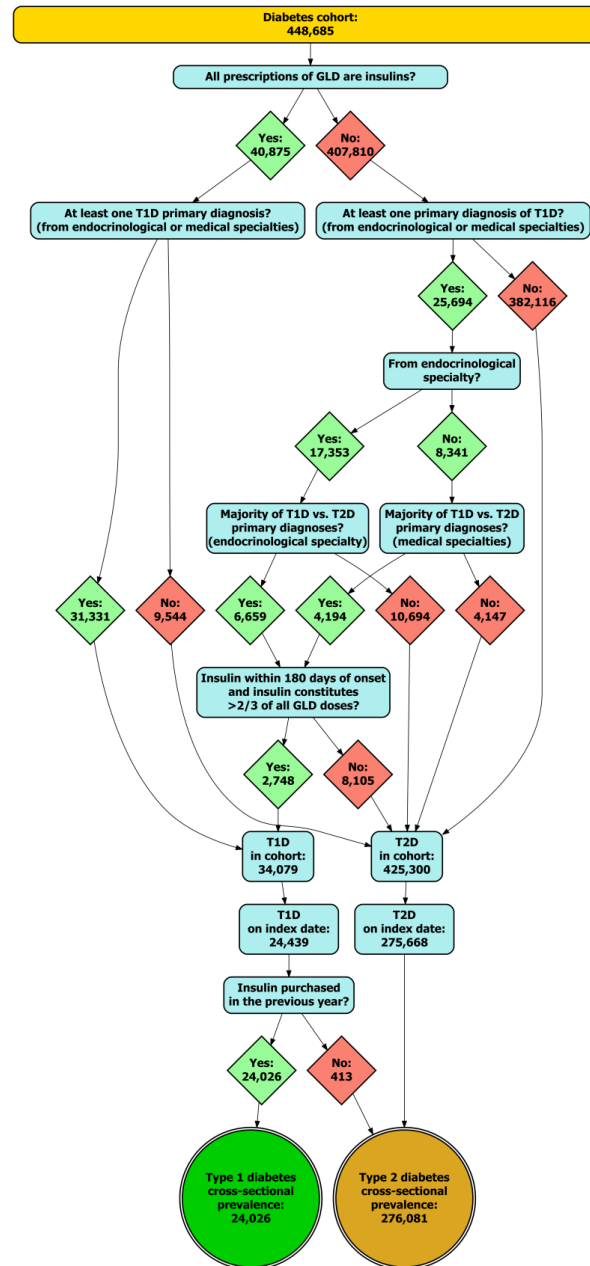 Diabetes cohort:
448,685
All prescriptions of GLD are insulins?
Yes:
40,875
No:
407,810
At least one T1D primary diagnosis?
(from endocrinological or medical specialties)
At least one primary diagnosis of T1D?
(from endocrinological or medical specialties)
Yes:
25,694
No:
382,116
From endocrinological
specialty?
Yes:
17,353
No:
8,341
Majority of T1D vs. T2D
primary diagnoses?
(endocrinological specialty)
Majority of T1D vs. T2D
primary diagnoses?
(medical specialties)
Yes:
31,331
No:
9,544
Yes:
6,659
Yes:
4,194
No:
10,694
No:
4,147
Insulin within 180 days of onset
and insulin constitutes
>2/3 of all GLD doses?
Yes:
2,748
No:
8,105
T1D
in cohort:
34,079
T2D
in cohort:
425,300
T1D
on index date:
24,439
T2D
on index date:
275,668
Insulin purchased
in the previous year?
Yes:
24,026
No:
413
Type 1 diabetes
cross-sectional
prevalence:
24,026
Type 2 diabetes
cross-sectional
prevalence:
276,081